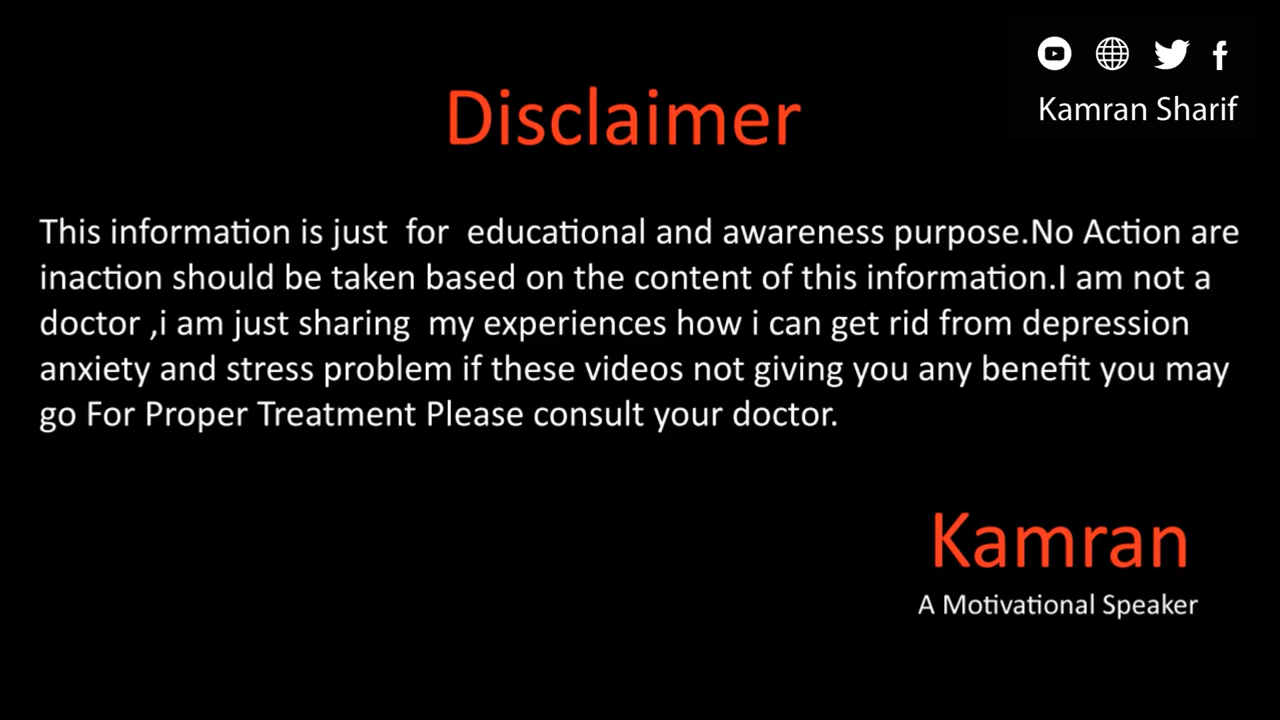 Kamran Sharif
Disclaimer
This information is just  for  educational and awareness purpose.No Action are
inaction should be taken based on the content of this information.I am not a
doctor ,i am just sharing  my experiences how i can get rid from depression
anxiety and stress problem if these videos not giving you any benefit you may
go For Proper Treatment Please consult your doctor.
Kamran
A Motivational Speaker